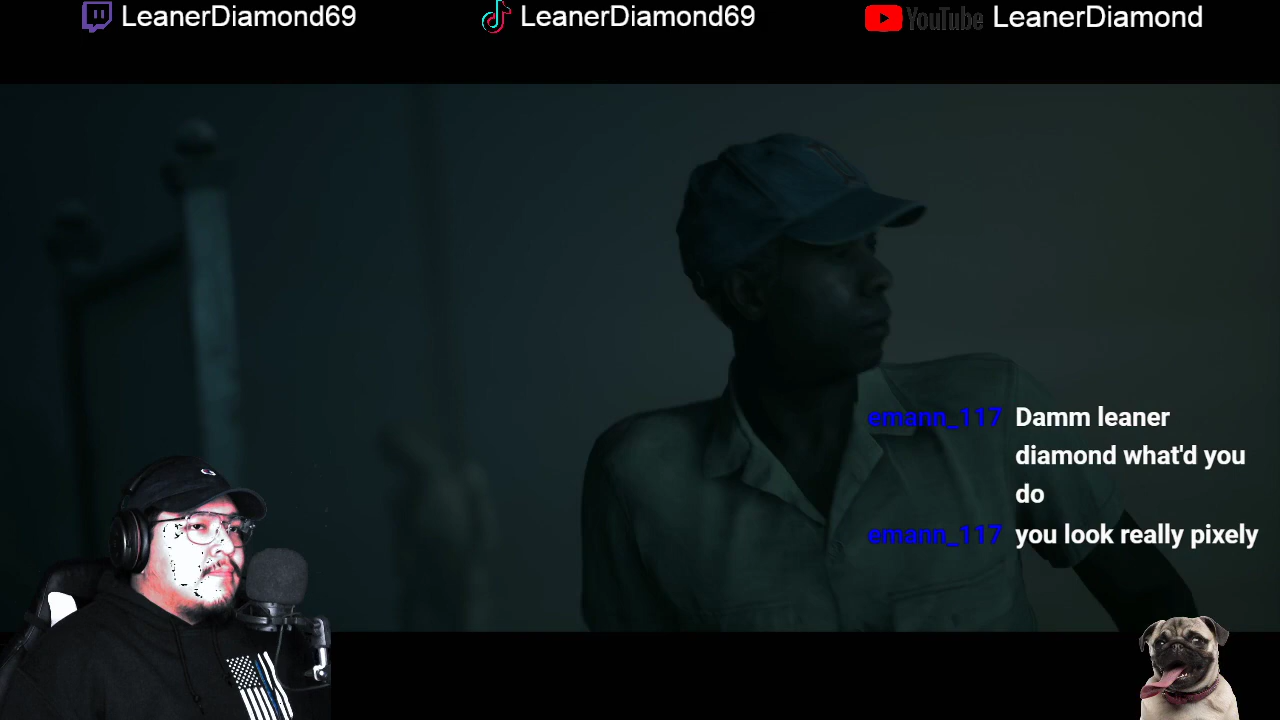 LeanerDiamond69
LeanerDiamond69
YouTube LeanerDiamond
emann_117 Damm leaner
diamond what'd you
do
emann_117 you look really pixely